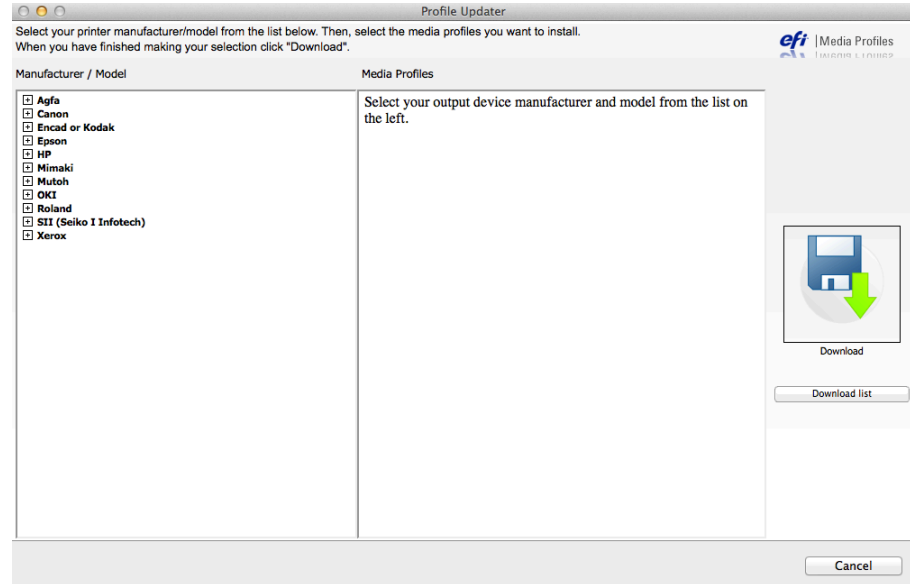 Profile Updater
Select your printer manufacturer/model from the list below. Then, select the media profiles you want to install.
When you have finished making your selection click "Download".
efi | Media Profiles
Manufacturer / Model
Media Profiles
Agfa
Canon
Encad or Kodak
Epson
HP
Mimaki
Mutoh
OKI
Roland
SII (Seiko I Infotech)
Xerox
Select your output device manufacturer and model from the list on
the left.
Download
Download list
Cancel